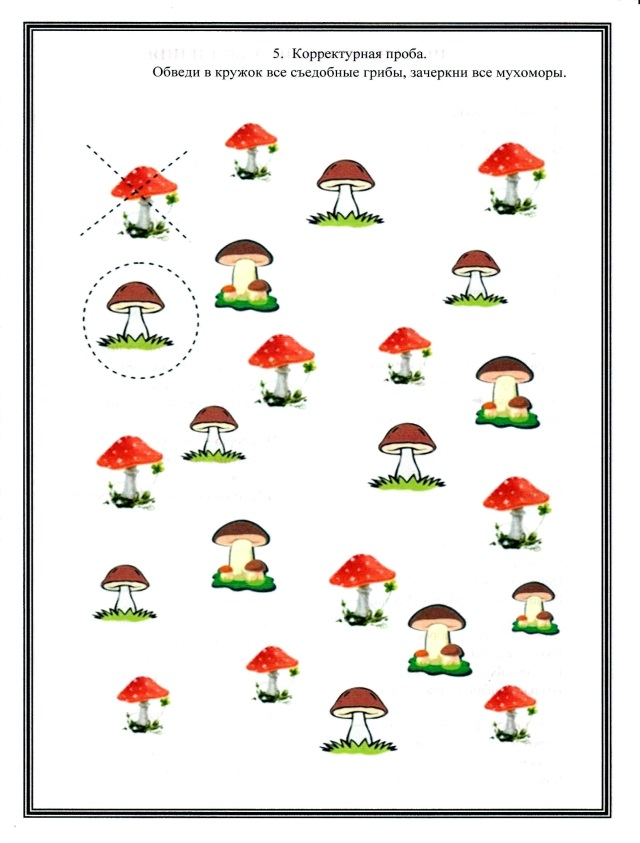 5. Корректурная проба.
Обведи в кружок все съедобные грибы, зачеркни все мухоморы.